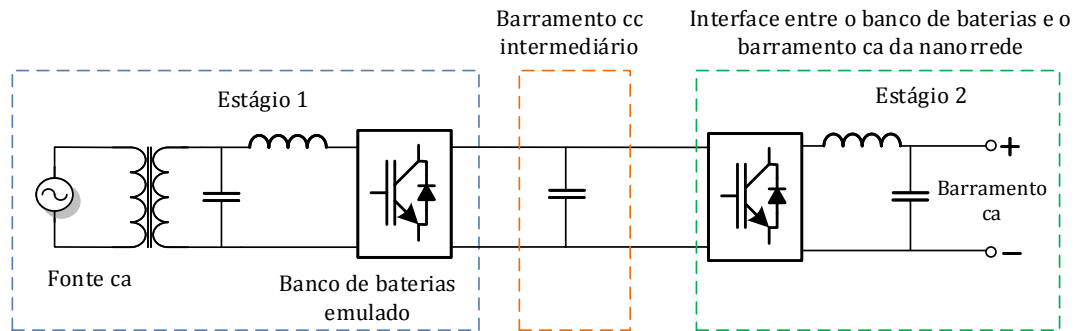 Barramento cc
intermediário
Interface entre o banco de baterias e o
barramento ca da nanorrede
Estágio 1
Estágio 2
Fonte ca
Banco de baterias
emulado
Barramento
ca
+
−